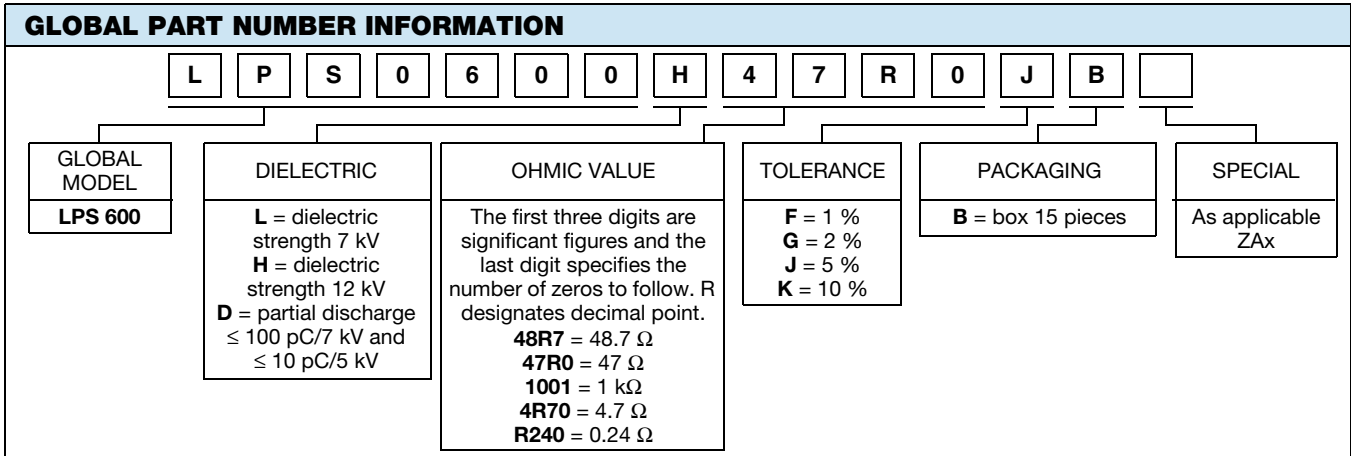 GLOBAL PART NUMBER INFORMATION
L P S 0 6 0 0 H 4 7 R 0 J B
GLOBAL
MODEL
LPS 600
DIELECTRIC
L = dielectric
strength 7 kV
H = dielectric
strength 12 kV
D = partial discharge
≤ 100 pC/7 kV and
≤ 10 pC/5 kV
OHMIC VALUE
The first three digits are
significant figures and the
last digit specifies the
number of zeros to follow. R
designates decimal point.
48R7 = 48.7 Ω
47R0 = 47 Ω
1001 = 1 kΩ
4R70 = 4.7 Ω
R240 = 0.24 Ω
TOLERANCE
F = 1 %
G = 2 %
J = 5 %
K = 10 %
PACKAGING
B = box 15 pieces
SPECIAL
As applicable
ZAx